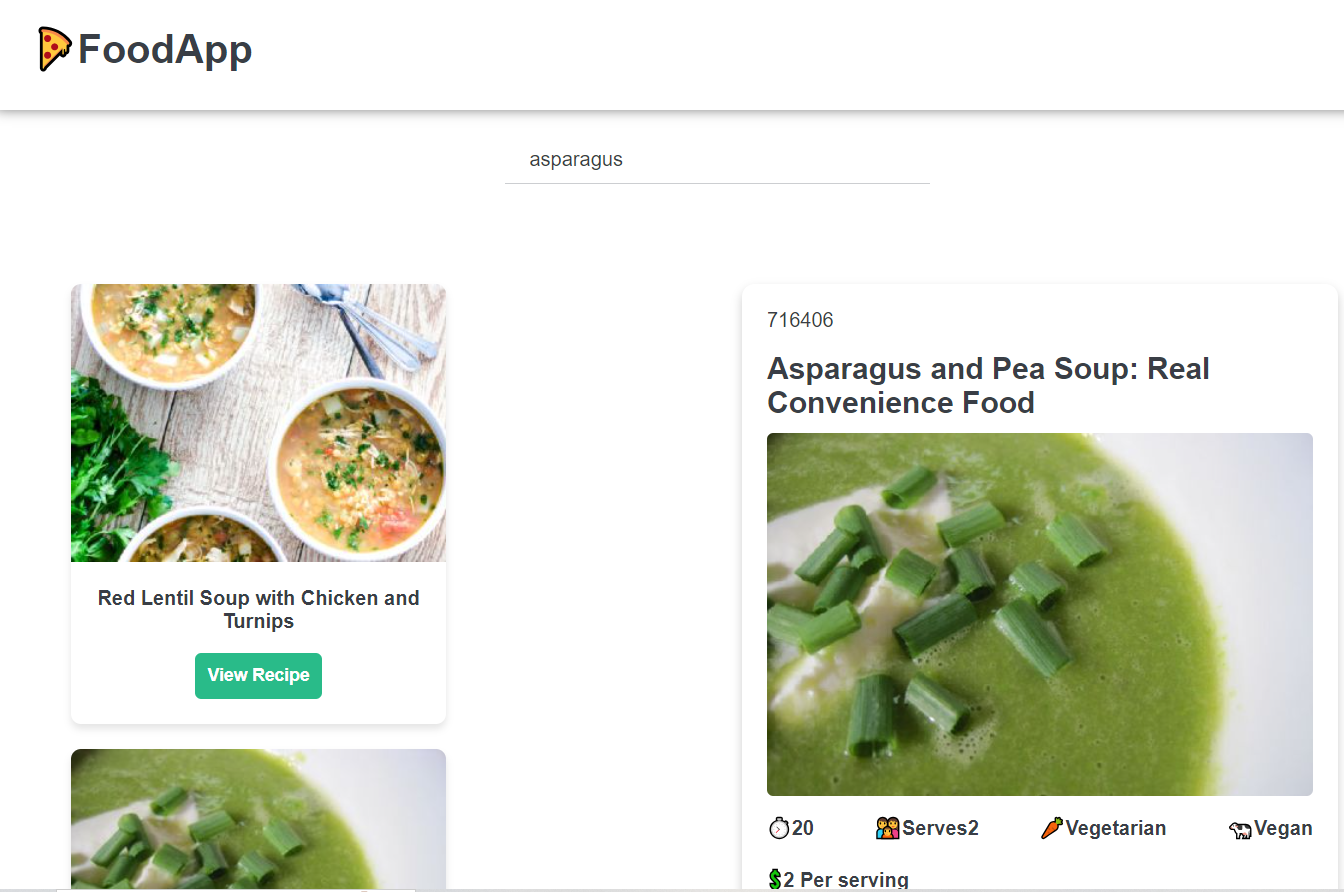 FoodApp
asparagus
Red Lentil Soup with Chicken and
Turnips
View Recipe
716406
Asparagus and Pea Soup: Real
Convenience Food
20
Serves2
Vegetarian
Vegan
2 Per serving